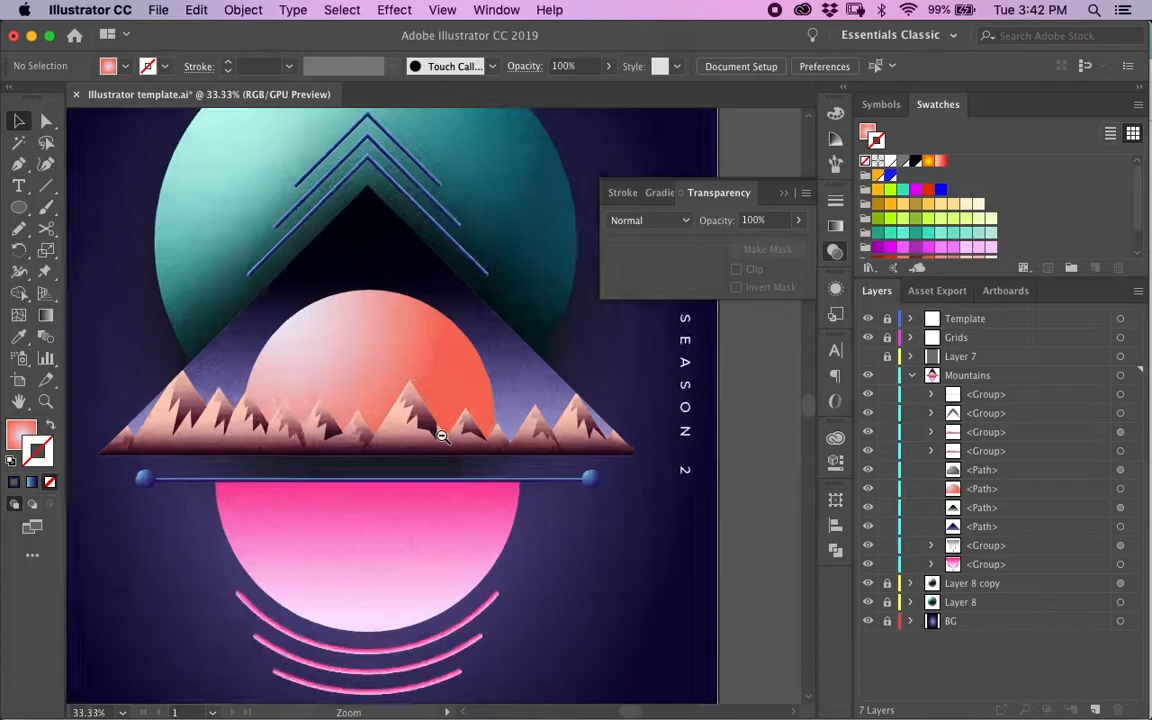 Illustrator CC File Edit Object Type Select Effect View Window Help 99% Tue 3:42 PM
Adobe Illustrator CC 2019 Essentials Classic Search Adobe Stock
No Selection Stroke: Touch Call... Opacity: 100% Style: Document Setup Preferences
Illustrator template.ai* @ 33.33% (RGB/GPU Preview)
Symbols Swatches
Stroke Gradie Transparency
Normal Opacity: 100%
Make Mask
Clip
Invert Mask
SEASON 2
Layers Asset Export Artboards
Template
Grids
Layer 7
Mountains
<Group>
<Group>
<Group>
<Group>
<Path>
<Path>
<Path>
<Path>
<Group>
<Group>
Layer 8 copy
Layer 8
BG
33.33% 1 Zoom 7 Layers